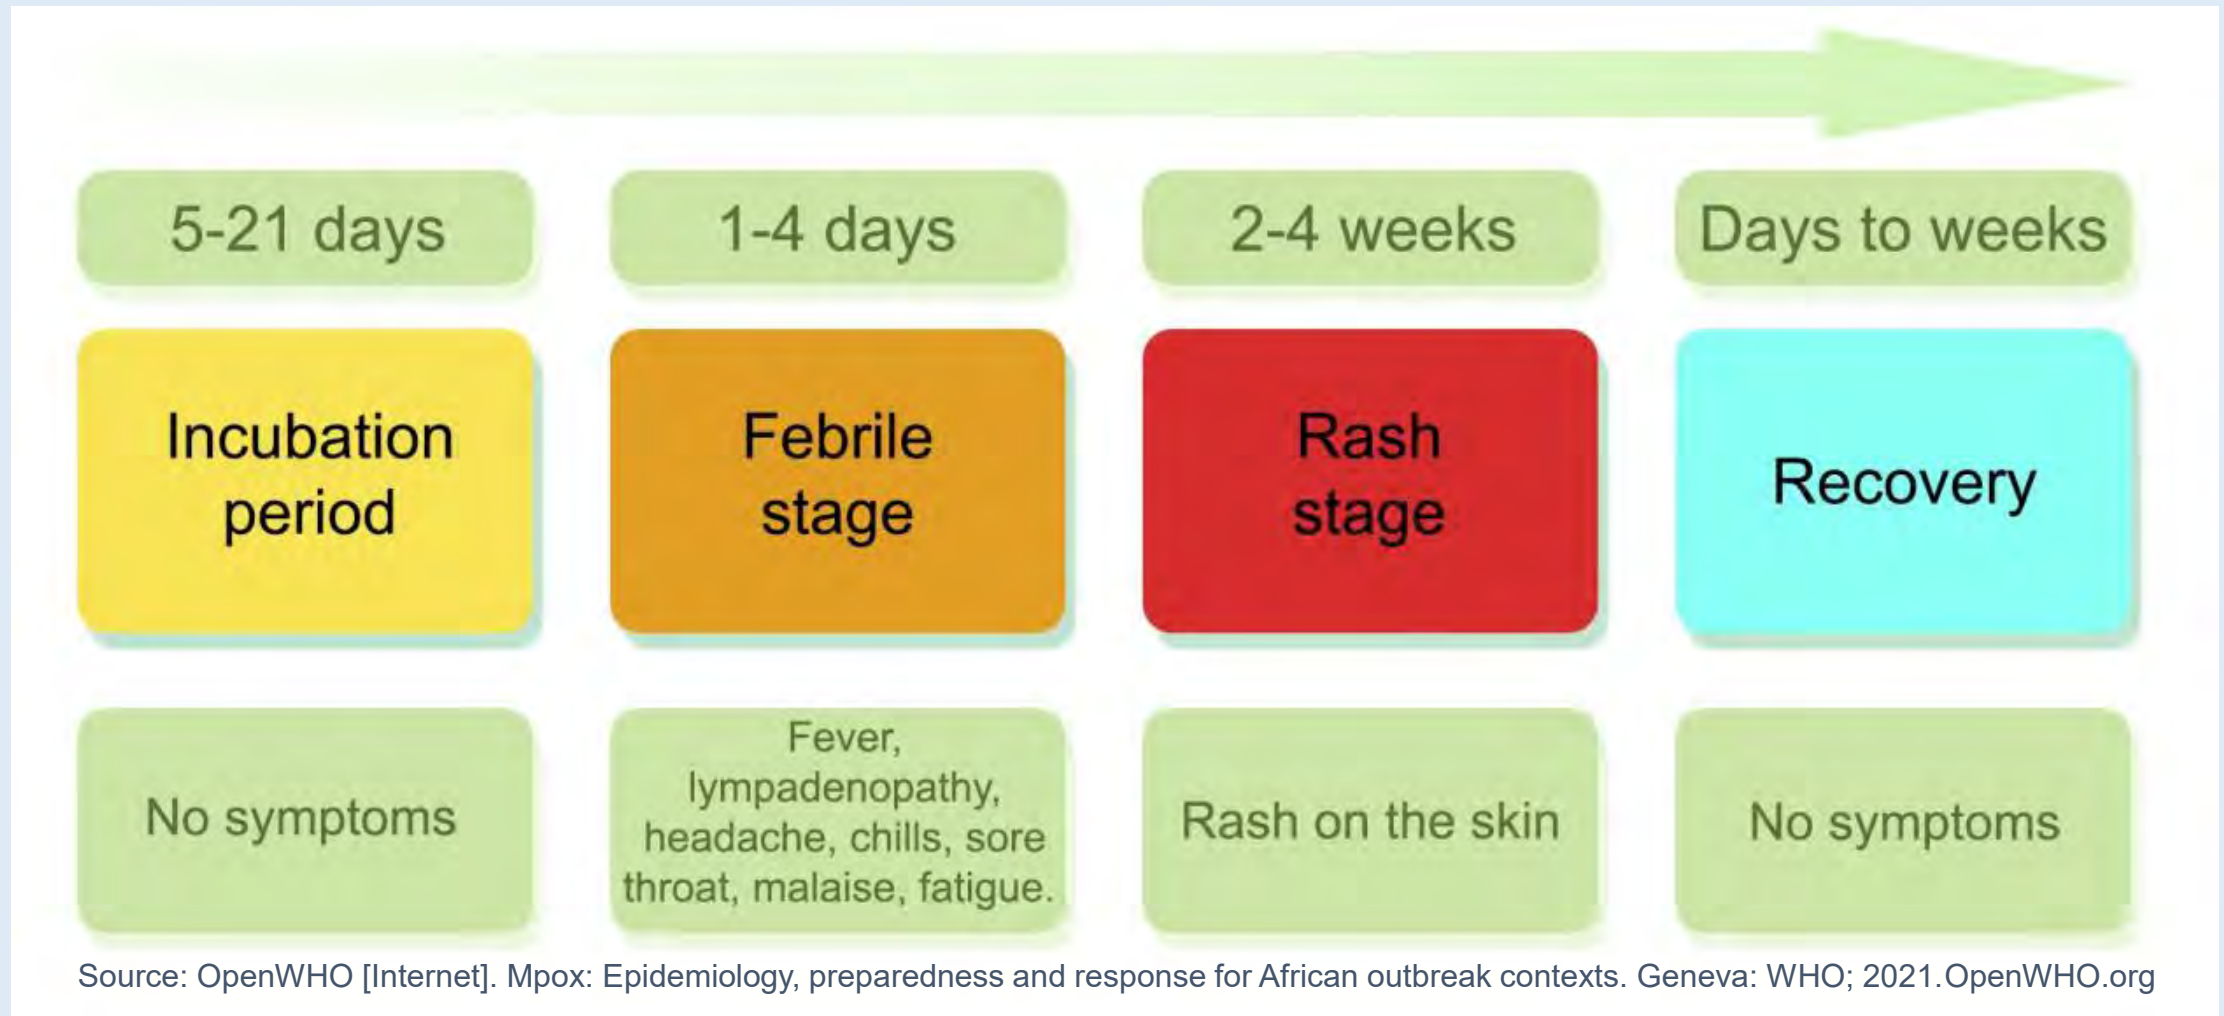 5-21 days
1-4 days
2-4 weeks
Days to weeks
Incubation
period
Febrile
stage
Rash
stage
Recovery
No symptoms
Fever,
lympadenopathy,
headache, chills, sore
throat, malaise, fatigue.
Rash on the skin
No symptoms
Source: OpenWHO [Internet]. Mpox: Epidemiology, preparedness and response for African outbreak contexts. Geneva: WHO; 2021.OpenWHO.org